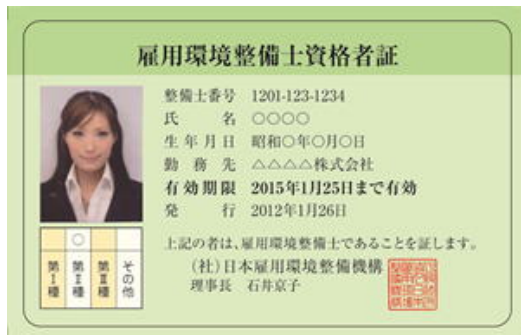 雇用環境整備士資格者証
整備士番号 1201-123-1234
氏名 ○○○○
生年月日 昭和○年○月○日
勤務先 △△△△株式会社
有効期限 2015年1月25日まで有効
発行 2012年1月26日
○
第Ⅰ種 第Ⅱ種 第Ⅲ種 その他
上記の者は、雇用環境整備士であることを証します。
(社)日本雇用環境整備機構
理事長 石井京子